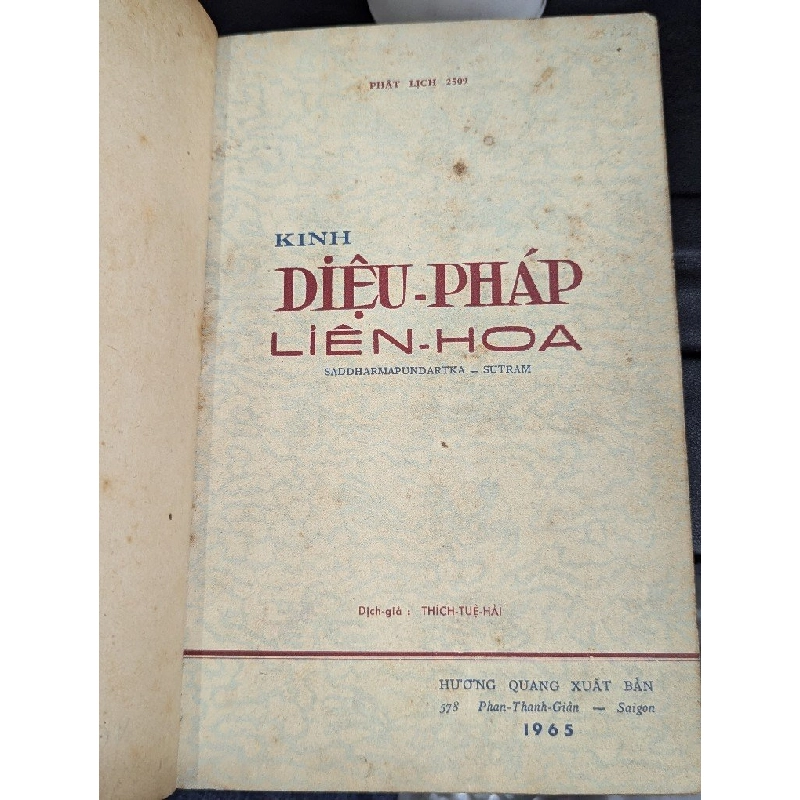 PHẬT LỊCH 2509
KINH
DIỆU-PHÁP
LIÊN-HOA
SADDHARMAPUNDARTKA — SUTRAM
Dịch-giả : THÍCH-TUỆ-HẢI
HƯƠNG QUANG XUẤT BẢN
578 Phan-Thanh-Giản — Saigon
1965